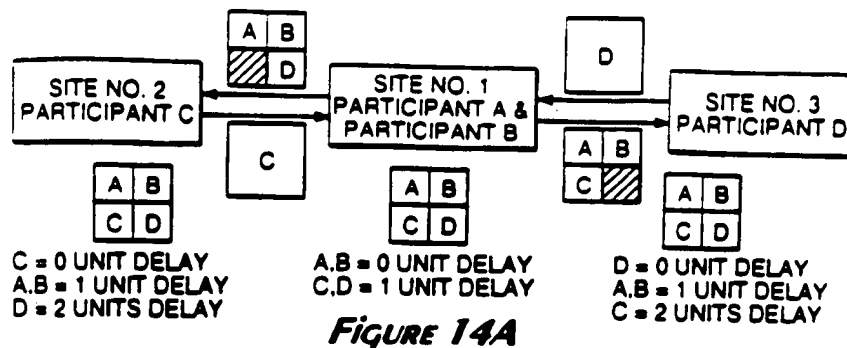 A B
D
D
SITE NO. 2
PARTICIPANT C
SITE NO. 1
PARTICIPANT A &
PARTICIPANT B
SITE NO. 3
PARTICIPANT D
C
A B
C
A B
C D
A B
C D
A B
C D
C = 0 UNIT DELAY
A,B = 1 UNIT DELAY
D = 2 UNITS DELAY
A,B = 0 UNIT DELAY
C,D = 1 UNIT DELAY
D = 0 UNIT DELAY
A,B = 1 UNIT DELAY
C = 2 UNITS DELAY
FIGURE 14A